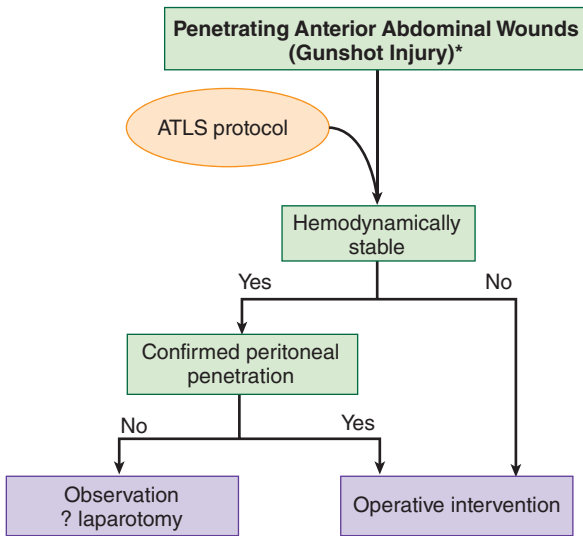 Penetrating Anterior Abdominal Wounds
(Gunshot Injury)*
ATLS protocol
Hemodynamically
stable
Yes
No
Confirmed peritoneal
penetration
No
Yes
Observation
? laparotomy
Operative intervention